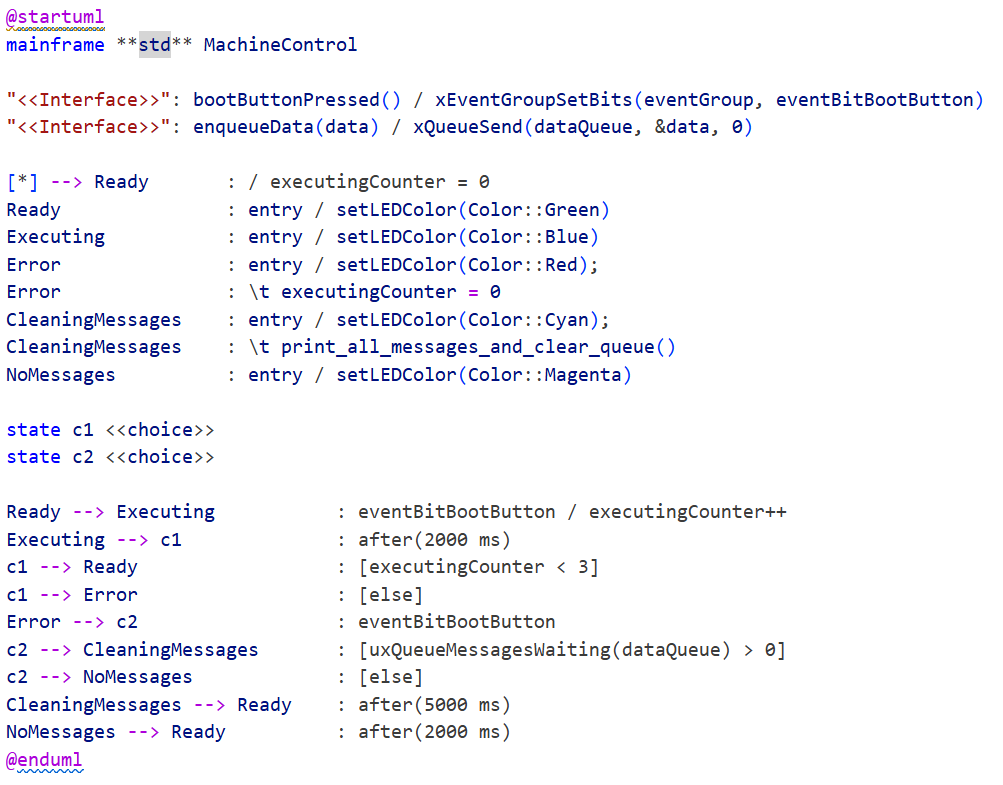 @startuml
mainframe **std** MachineControl
"<<Interface>>": bootButtonPressed() / xEventGroupSetBits(eventGroup, eventBitBootButton)
"<<Interface>>": enqueueData(data) / xQueueSend(dataQueue, &data, 0)
[*] --> Ready : / executingCounter = 0
Ready : entry / setLEDColor(Color::Green)
Executing : entry / setLEDColor(Color::Blue)
Error : entry / setLEDColor(Color::Red);
Error : \t executingCounter = 0
CleaningMessages : entry / setLEDColor(Color::Cyan);
CleaningMessages : \t print_all_messages_and_clear_queue()
NoMessages : entry / setLEDColor(Color::Magenta)
state c1 <<choice>>
state c2 <<choice>>
Ready --> Executing : eventBitBootButton / executingCounter++
Executing --> c1 : after(2000 ms)
c1 --> Ready : [executingCounter < 3]
c1 --> Error : [else]
Error --> c2 : eventBitBootButton
c2 --> CleaningMessages : [uxQueueMessagesWaiting(dataQueue) > 0]
c2 --> NoMessages : [else]
CleaningMessages --> Ready : after(5000 ms)
NoMessages --> Ready : after(2000 ms)
@enduml